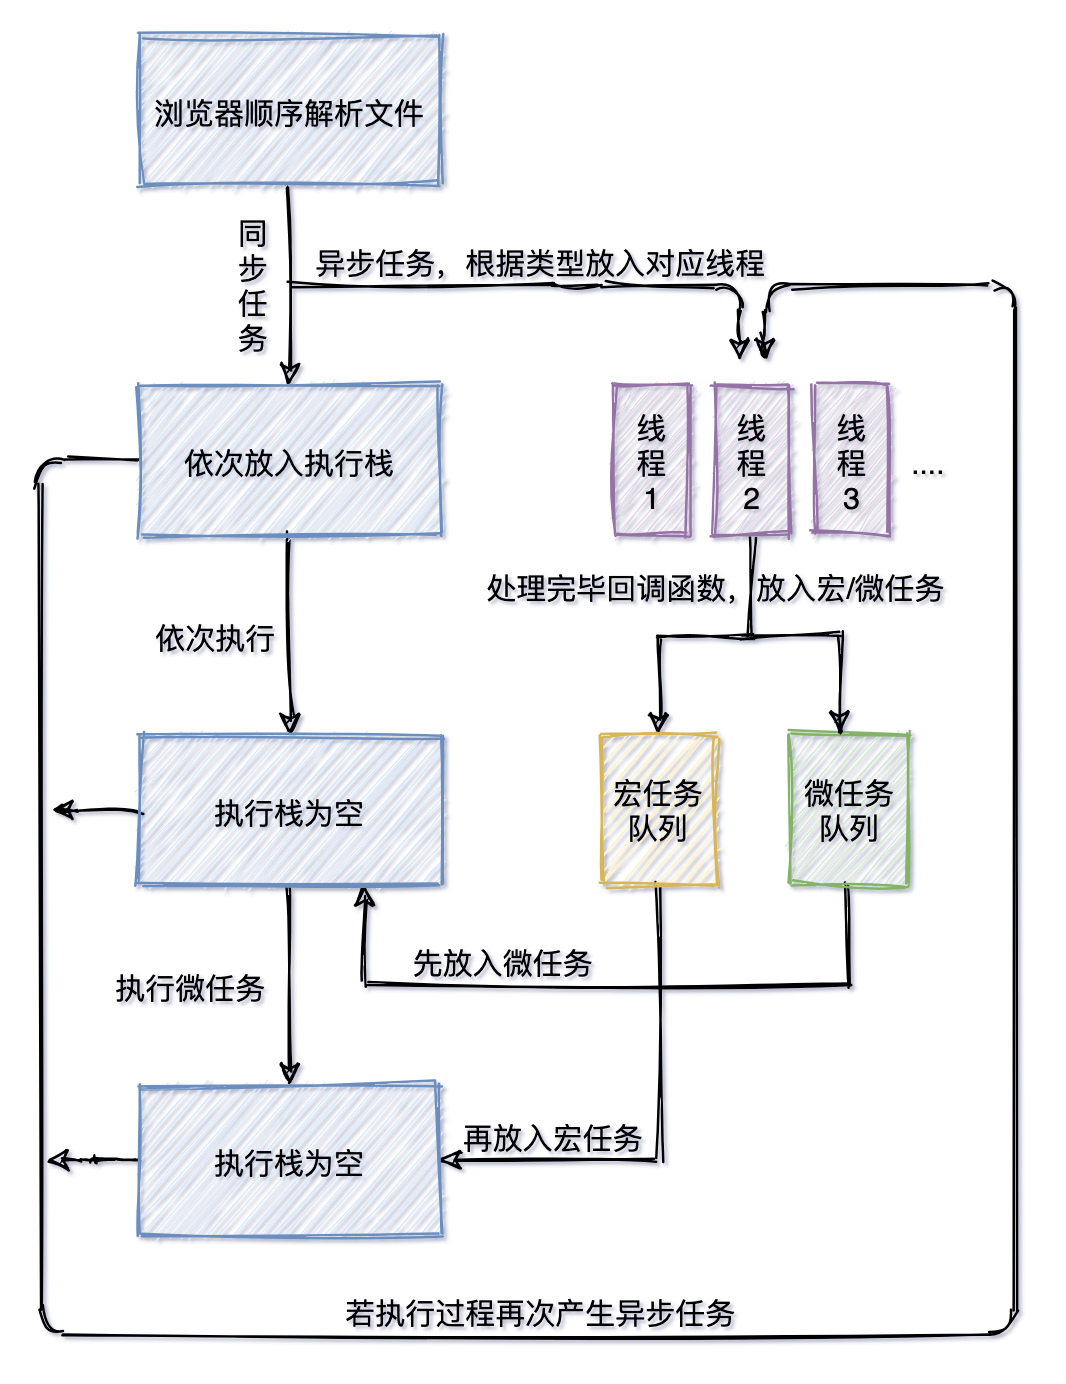 浏览器顺序解析文件
同
步
任
务
异步任务，根据类型放入对应线程
依次放入执行栈
线
程
1
线
程
2
线
程
3
....
处理完毕回调函数，放入宏/微任务
依次执行
执行栈为空
宏任务
队列
微任务
队列
先放入微任务
执行微任务
再放入宏任务
执行栈为空
若执行过程再次产生异步任务